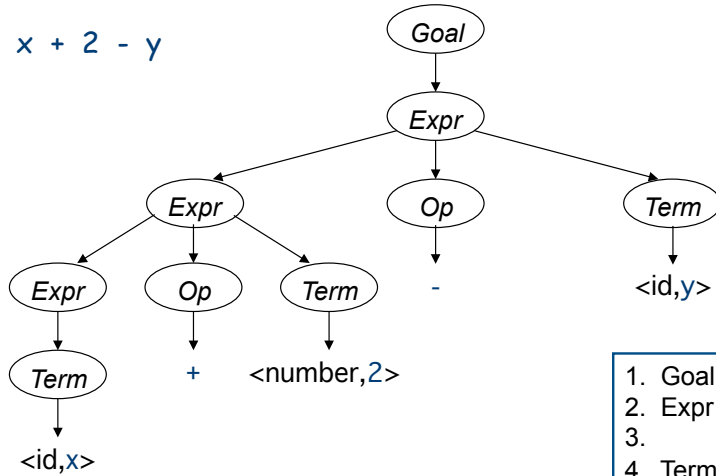 x + 2 - y
Goal
Expr
Expr
Op
Term
Expr
Op
Term
-
<id,y>
Term
+
<number,2>
<id,x>
1. Goal
2. Expr
3.
4. Term